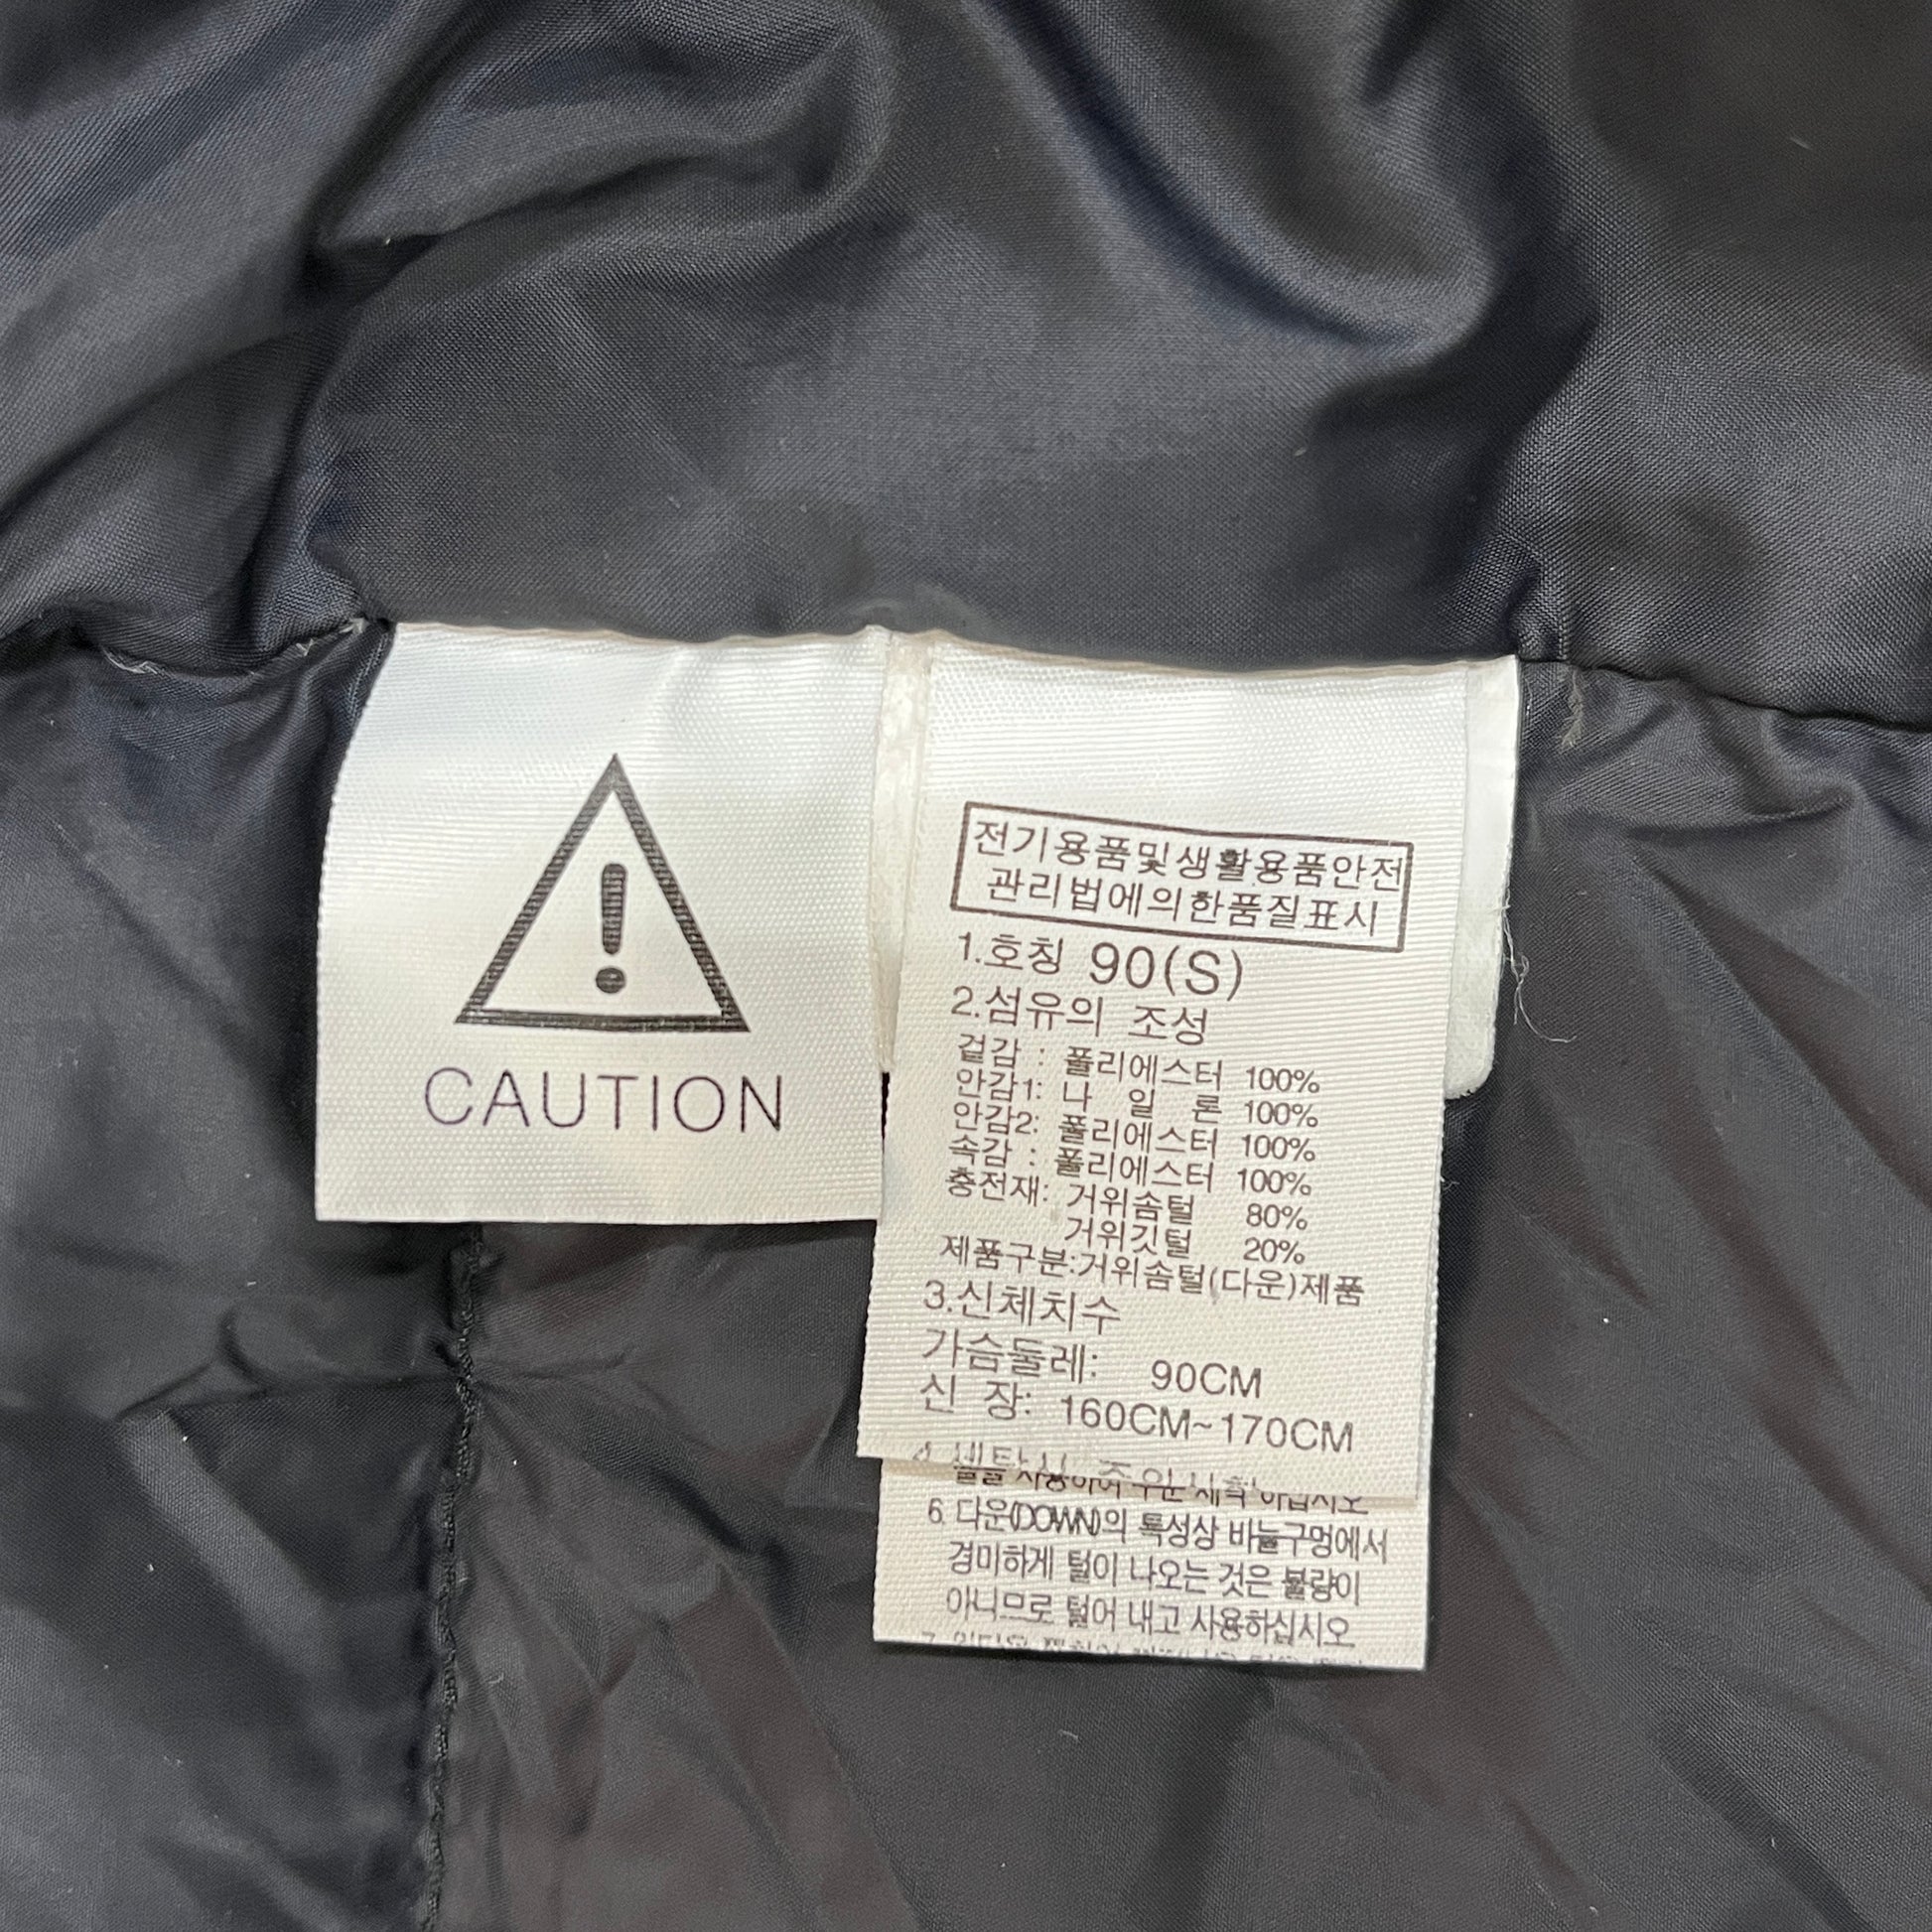 CAUTION
전기용품및생활용품안전
관리법에의한품질표시
1.호칭 90(S)
2.섬유의 조성
겉감 : 폴리에스터 100%
안감1: 나 일 론 100%
안감2: 폴리에스터 100%
속감 : 폴리에스터 100%
충전재: 거위솜털 80%
거위깃털 20%
제품구분:거위솜털(다운)제품
3.신체치수
가슴둘레: 90CM
신 장: 160CM~170CM
6. 다운(DOWN)의 특성상 바늘구멍에서
경미하게 털이 나오는 것은 불량이
아니므로 털어 내고 사용하십시오